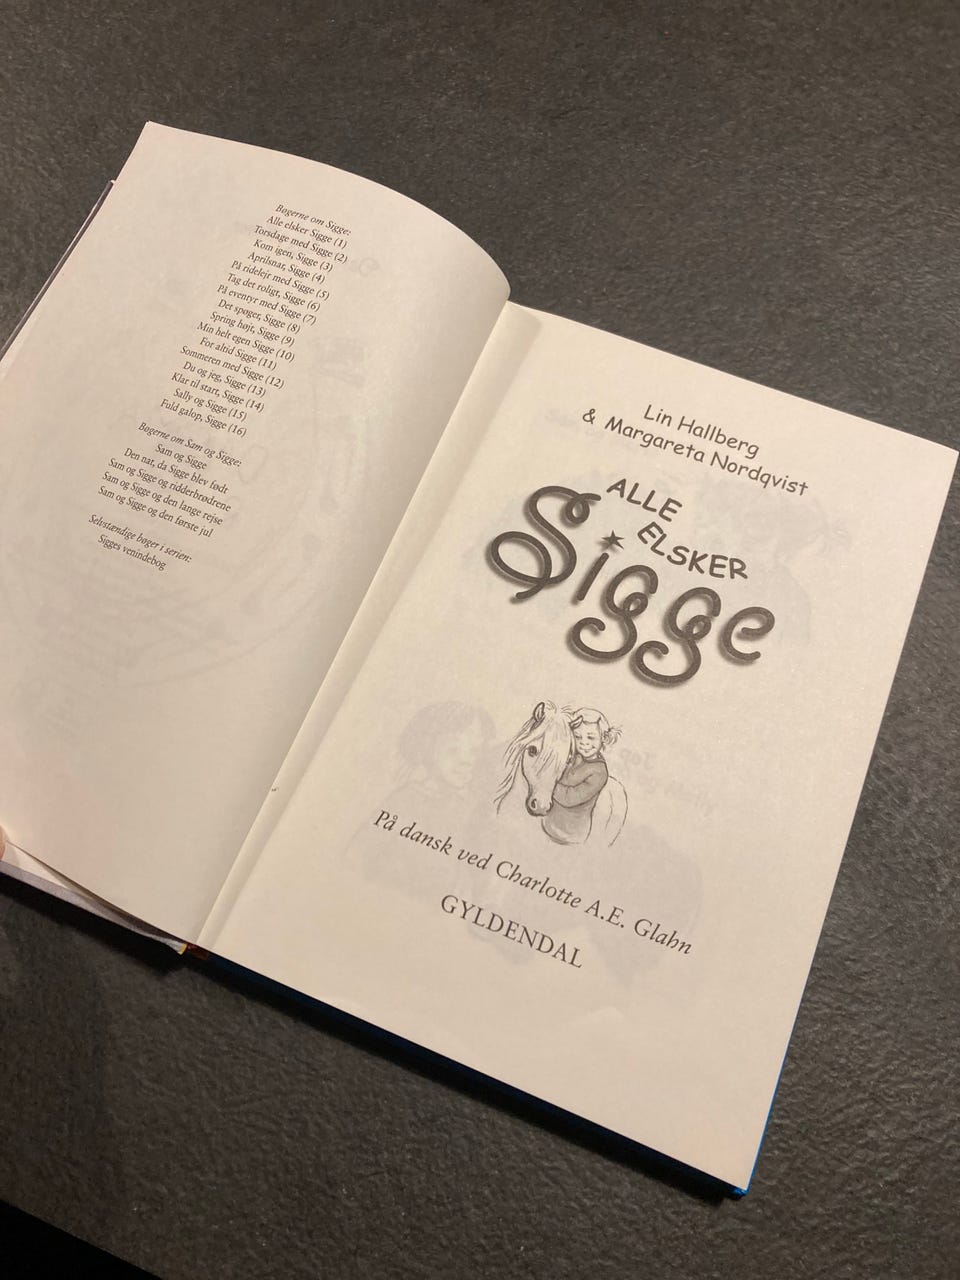 Bøgerne om Sigge:
Alle elsker Sigge (1)
Torsdage med Sigge (2)
Kom igen, Sigge (3)
Aprilsnar, Sigge (4)
På ridelejr med Sigge (5)
Tag det roligt, Sigge (6)
På eventyr med Sigge (7)
Det spøger, Sigge (8)
Spring højt, Sigge (9)
Min helt egen Sigge (10)
For altid Sigge (11)
Sommeren med Sigge (12)
Du og jeg, Sigge (13)
Klar til start, Sigge (14)
Sally og Sigge (15)
Fuld galop, Sigge (16)
Bøgerne om Sam og Sigge:
Sam og Sigge
Den nat, da Sigge blev født
Sam og Sigge og ridderbrødrene
Sam og Sigge og den lange rejse
Sam og Sigge og den første jul
Selvstændige bøger i serien:
Sigges venindebog
Lin Hallberg
& Margareta Nordqvist
ALLE
ELSKER
Sigge
På dansk ved Charlotte A.E. Glahn
GYLDENDAL